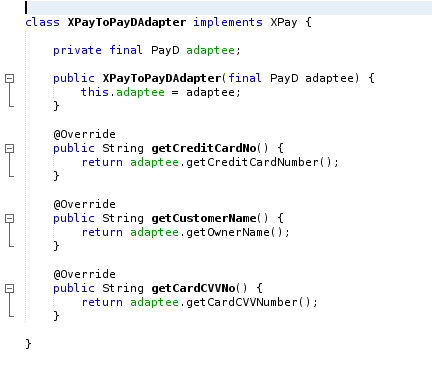 class XPayToPayDAdapter implements XPay {
private final PayD adaptee;
public XPayToPayDAdapter(final PayD adaptee) {
this.adaptee = adaptee;
}
@Override
public String getCreditCardNo() {
return adaptee.getCreditCardNumber();
}
@Override
public String getCustomerName() {
return adaptee.getOwnerName();
}
@Override
public String getCardCVVNo() {
return adaptee.getCardCVVNumber();
}
}